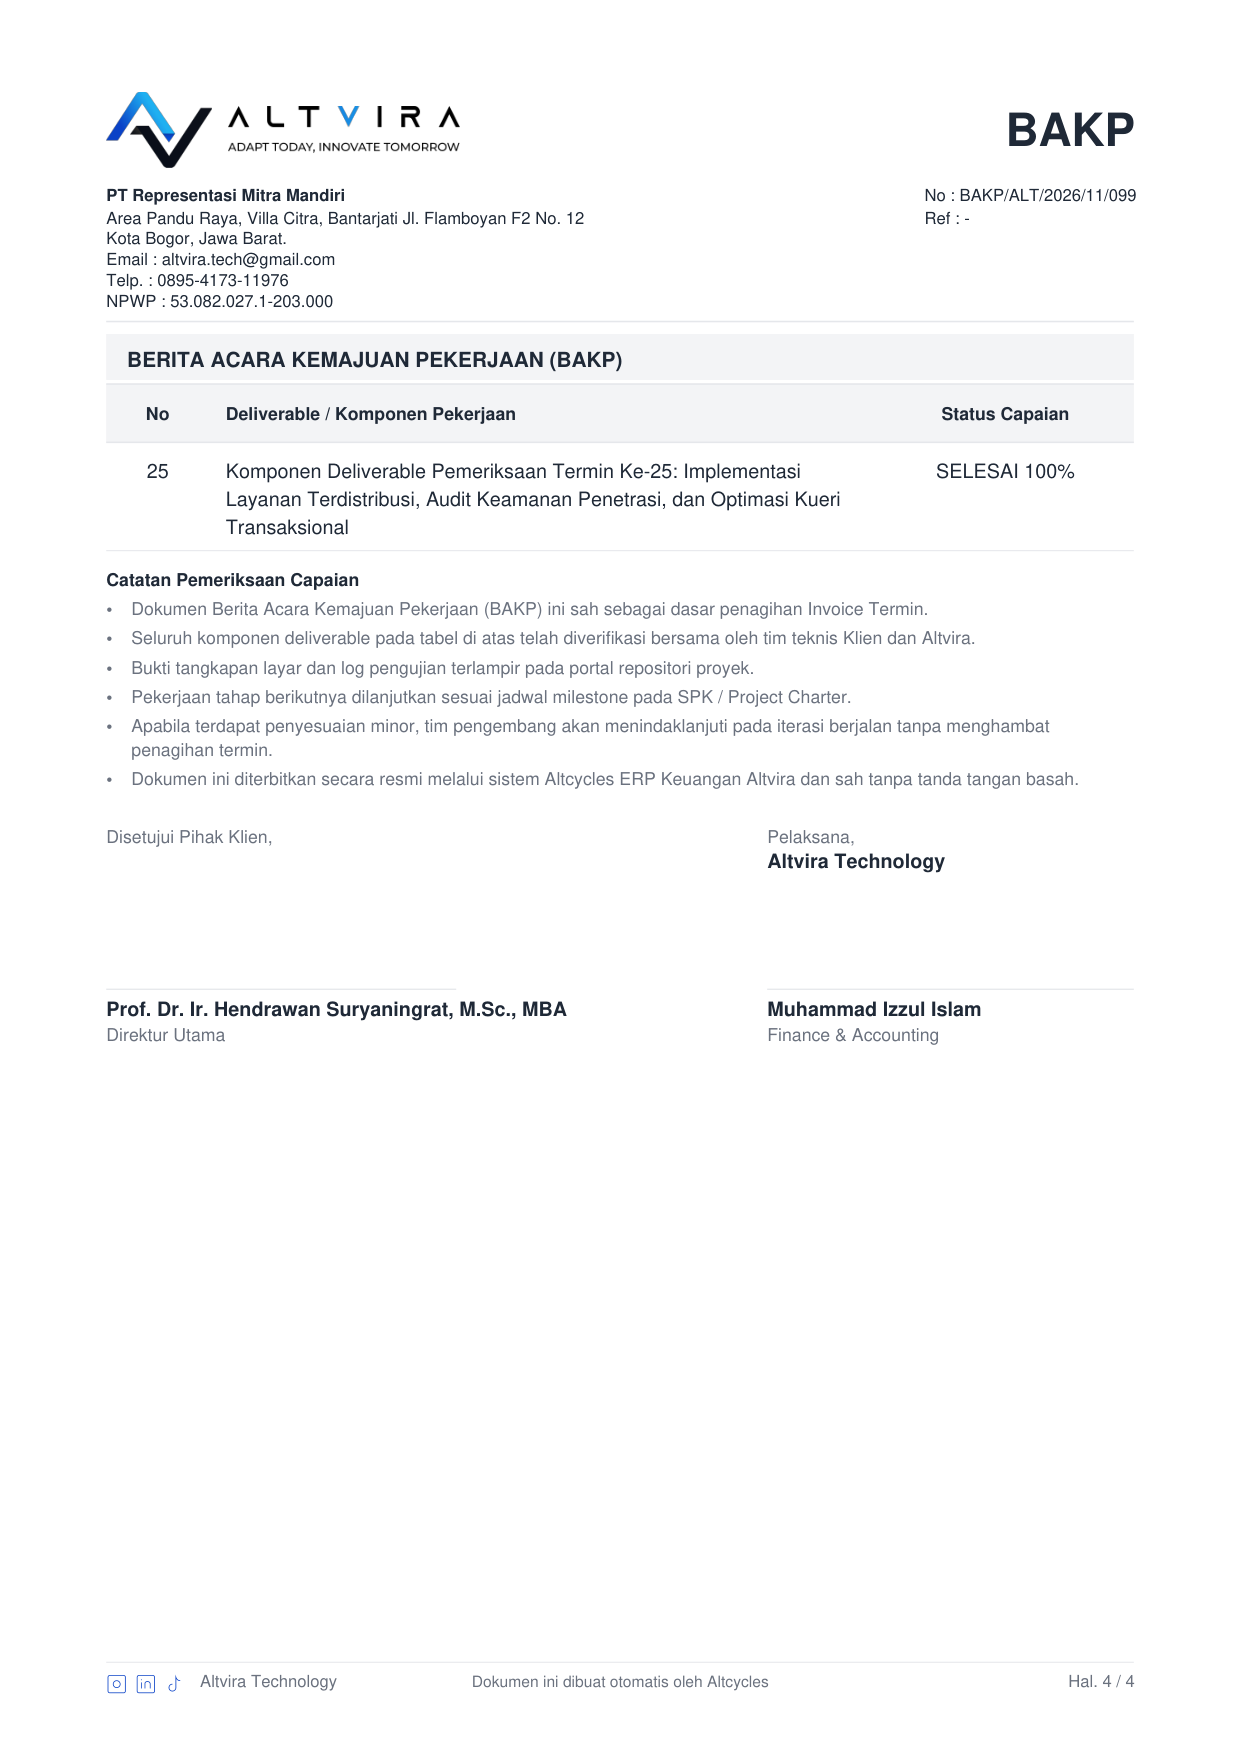 ALTVIRA
ADAPT TODAY, INNOVATE TOMORROW
BAKP
PT Representasi Mitra Mandiri
Area Pandu Raya, Villa Citra, Bantarjati Jl. Flamboyan F2 No. 12
Kota Bogor, Jawa Barat.
Email : altvira.tech@gmail.com
Telp. : 0895-4173-11976
NPWP : 53.082.027.1-203.000
No : BAKP/ALT/2026/11/099
Ref : -
BERITA ACARA KEMAJUAN PEKERJAAN (BAKP)
No Deliverable / Komponen Pekerjaan Status Capaian
25 Komponen Deliverable Pemeriksaan Termin Ke-25: Implementasi SELESAI 100%
Layanan Terdistribusi, Audit Keamanan Penetrasi, dan Optimasi Kueri
Transaksional
Catatan Pemeriksaan Capaian
• Dokumen Berita Acara Kemajuan Pekerjaan (BAKP) ini sah sebagai dasar penagihan Invoice Termin.
• Seluruh komponen deliverable pada tabel di atas telah diverifikasi bersama oleh tim teknis Klien dan Altvira.
• Bukti tangkapan layar dan log pengujian terlampir pada portal repositori proyek.
• Pekerjaan tahap berikutnya dilanjutkan sesuai jadwal milestone pada SPK / Project Charter.
• Apabila terdapat penyesuaian minor, tim pengembang akan menindaklanjuti pada iterasi berjalan tanpa menghambat
penagihan termin.
• Dokumen ini diterbitkan secara resmi melalui sistem Altcycles ERP Keuangan Altvira dan sah tanpa tanda tangan basah.
Disetujui Pihak Klien,
Pelaksana,
Altvira Technology
Prof. Dr. Ir. Hendrawan Suryaningrat, M.Sc., MBA
Direktur Utama
Muhammad Izzul Islam
Finance & Accounting
Altvira Technology Dokumen ini dibuat otomatis oleh Altcycles Hal. 4 / 4